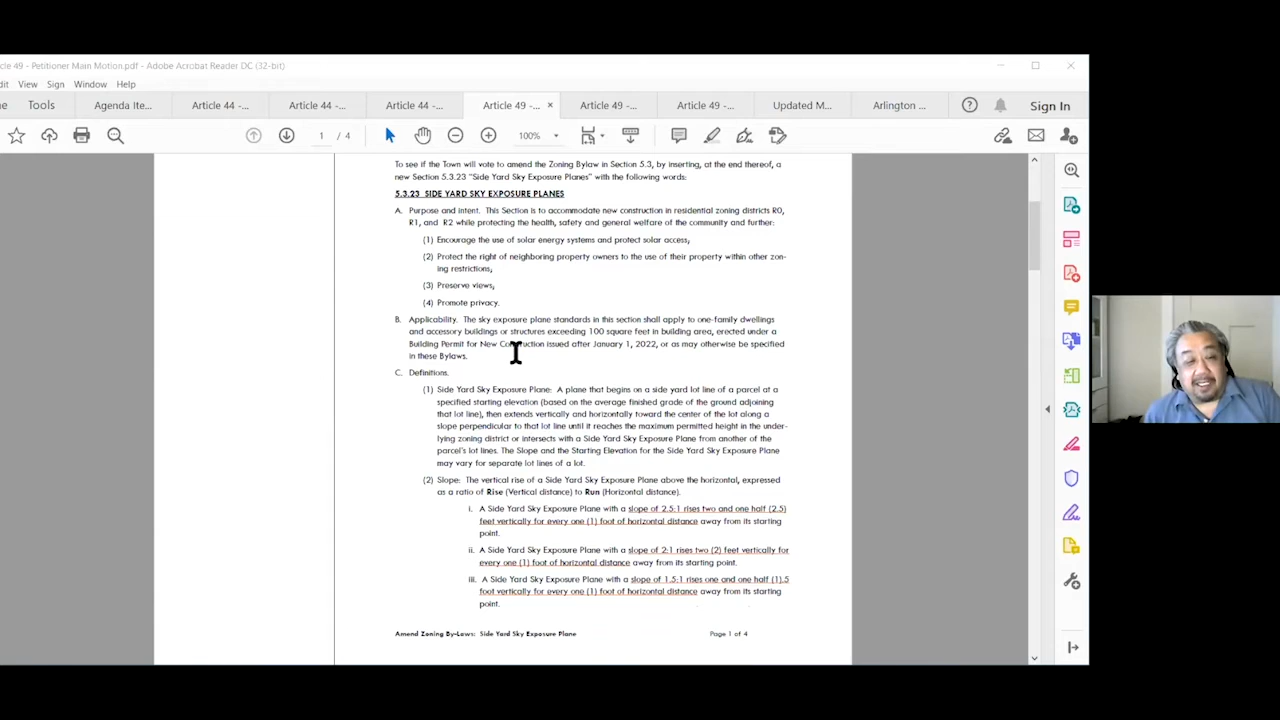 cle 49 - Petitioner Main Motion.pdf - Adobe Acrobat Reader DC (32-bit)
dit View Sign Window Help
ne Tools Agenda Ite... Article 44 -... Article 44 -... Article 44 -... Article 49 -... × Article 49 -... Article 49 -... Updated M... Arlington ... Sign In
1 / 4 100%
To see if the Town will vote to amend the Zoning Bylaw in Section 5.3, by inserting, at the end thereof, a
new Section 5.3.23 "Side Yard Sky Exposure Planes" with the following words:
5.3.23 SIDE YARD SKY EXPOSURE PLANES
A. Purpose and intent. This Section is to accommodate new construction in residential zoning districts R0,
R1, and R2 while protecting the health, safety and general welfare of the community and further:
(1) Encourage the use of solar energy systems and protect solar access;
(2) Protect the right of neighboring property owners to the use of their property within other zon-
ing restrictions;
(3) Preserve views;
(4) Promote privacy.
B. Applicability. The sky exposure plane standards in this section shall apply to one-family dwellings
and accessory buildings or structures exceeding 100 square feet in building area, erected under a
Building Permit for New Construction issued after January 1, 2022, or as may otherwise be specified
in these Bylaws.
C. Definitions.
(1) Side Yard Sky Exposure Plane: A plane that begins on a side yard lot line of a parcel at a
specified starting elevation (based on the average finished grade of the ground adjoining
that lot line), then extends vertically and horizontally toward the center of the lot along a
slope perpendicular to that lot line until it reaches the maximum permitted height in the under-
lying zoning district or intersects with a Side Yard Sky Exposure Plane from another of the
parcel's lot lines. The Slope and the Starting Elevation for the Side Yard Sky Exposure Plane
may vary for separate lot lines of a lot.
(2) Slope: The vertical rise of a Side Yard Sky Exposure Plane above the horizontal, expressed
as a ratio of Rise (Vertical distance) to Run (Horizontal distance).
i. A Side Yard Sky Exposure Plane with a slope of 2.5:1 rises two and one half (2.5)
feet vertically for every one (1) foot of horizontal distance away from its starting
point.
ii. A Side Yard Sky Exposure Plane with a slope of 2:1 rises two (2) feet vertically for
every one (1) foot of horizontal distance away from its starting point.
iii. A Side Yard Sky Exposure Plane with a slope of 1.5:1 rises one and one half (1).5
foot vertically for every one (1) foot of horizontal distance away from its starting
point.
Amend Zoning By-Laws: Side Yard Sky Exposure Plane Page 1 of 4